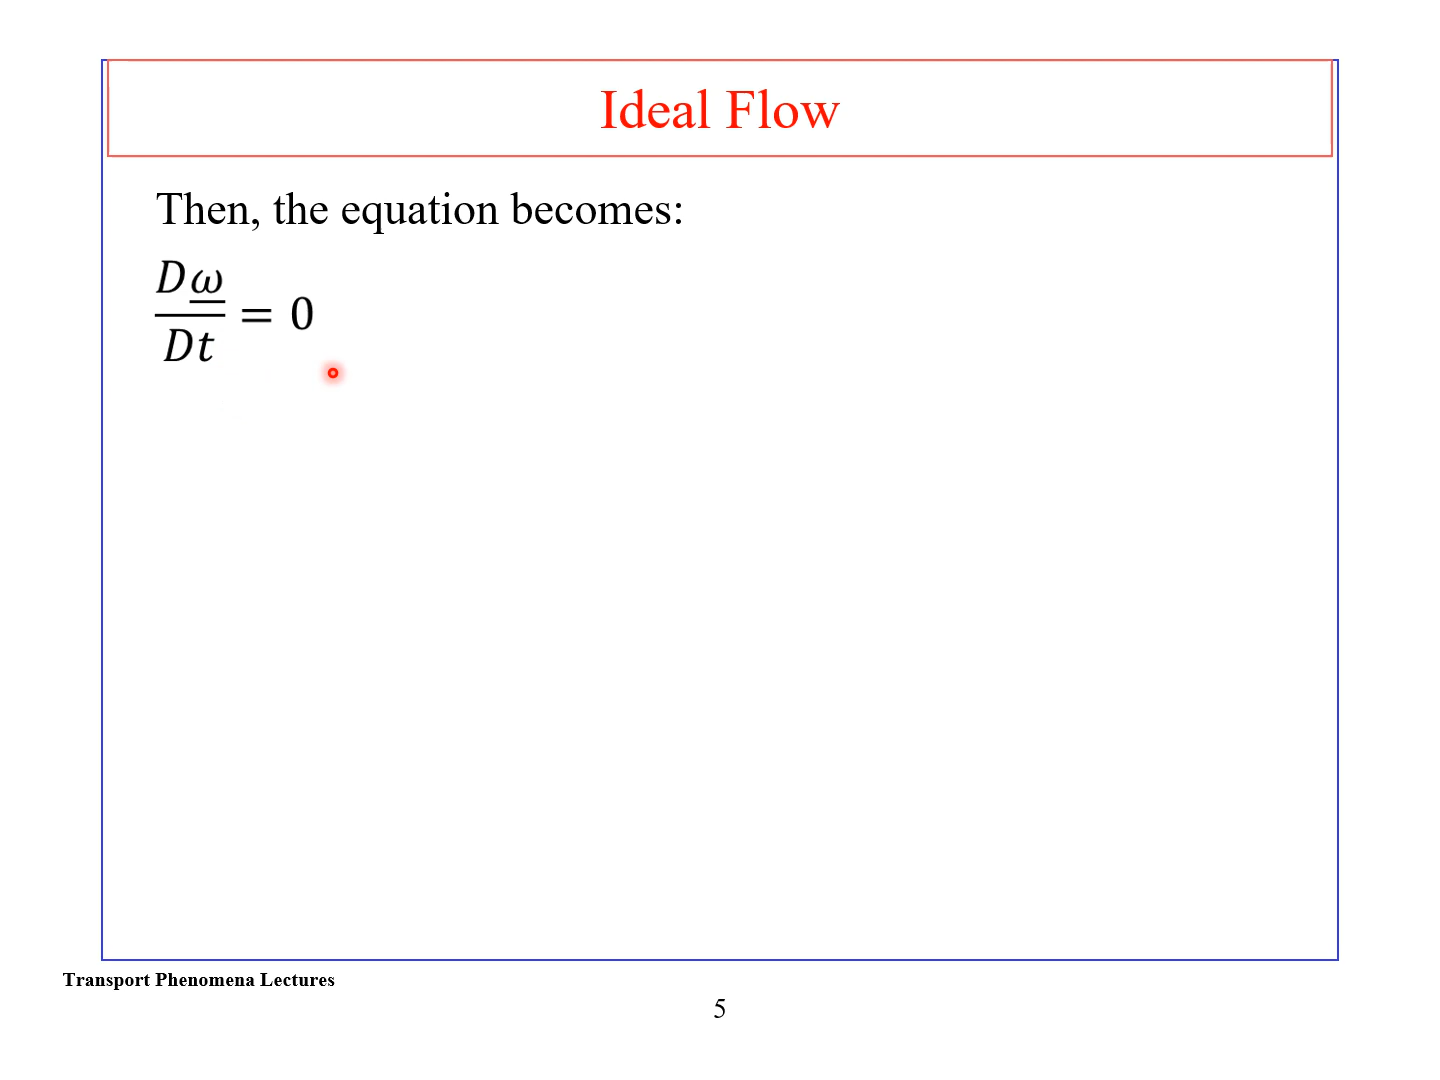 Ideal Flow
Then, the equation becomes:
Dω/Dt = 0
Transport Phenomena Lectures
5